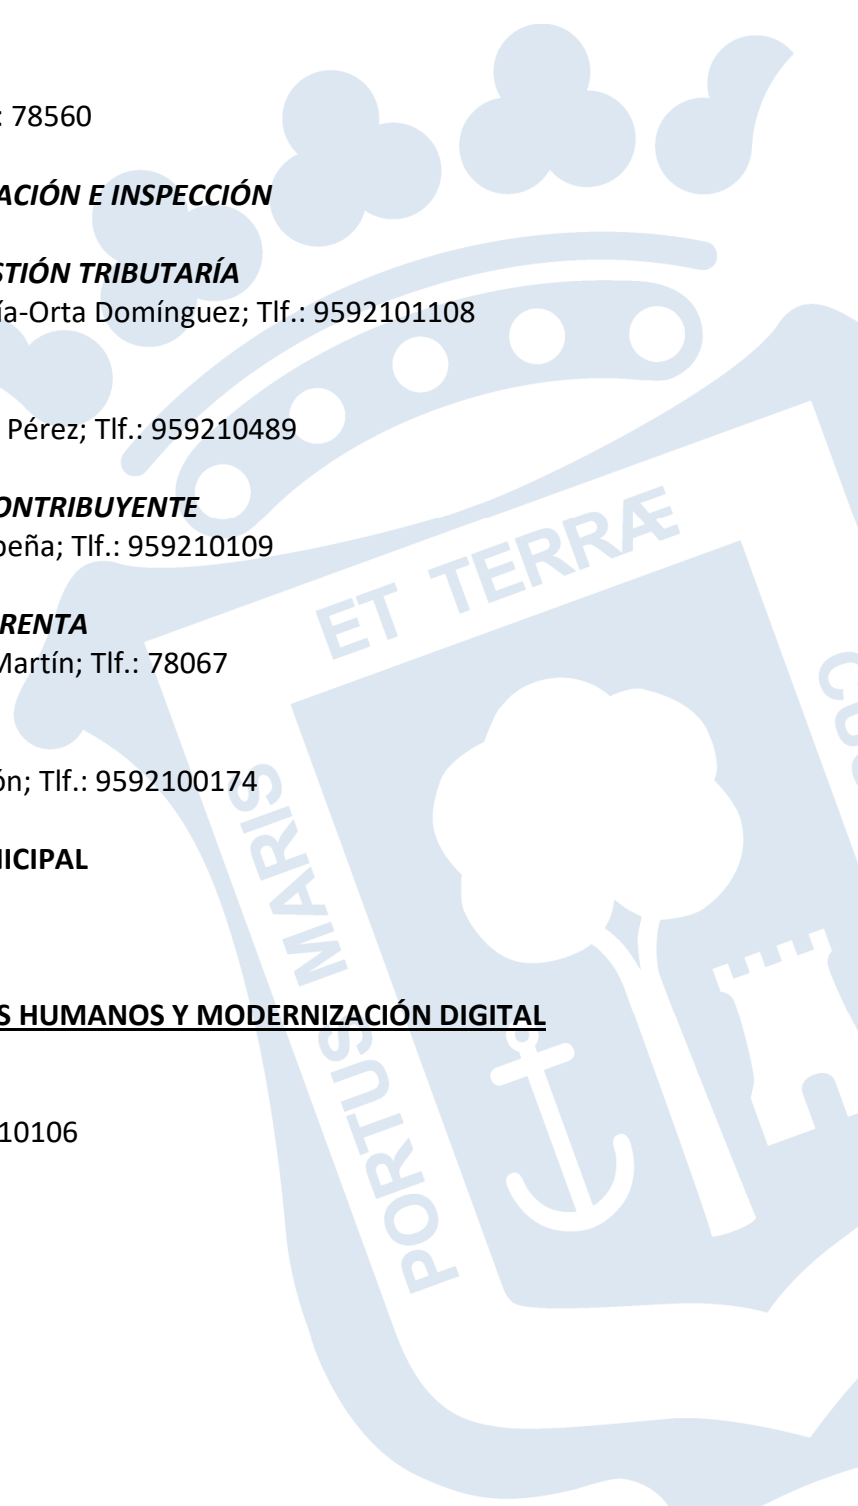 : 78560
ACIÓN E INSPECCIÓN
STIÓN TRIBUTARÍA
ía-Orta Domínguez; Tlf.: 9592101108
Pérez; Tlf.: 959210489
ONTRIBUYENTE
peña; Tlf.: 959210109
RENTA
Martín; Tlf.: 78067
ón; Tlf.: 9592100174
NICIPAL
S HUMANOS Y MODERNIZACIÓN DIGITAL
10106
PORTUS MARIS ET TERRÆ CUS